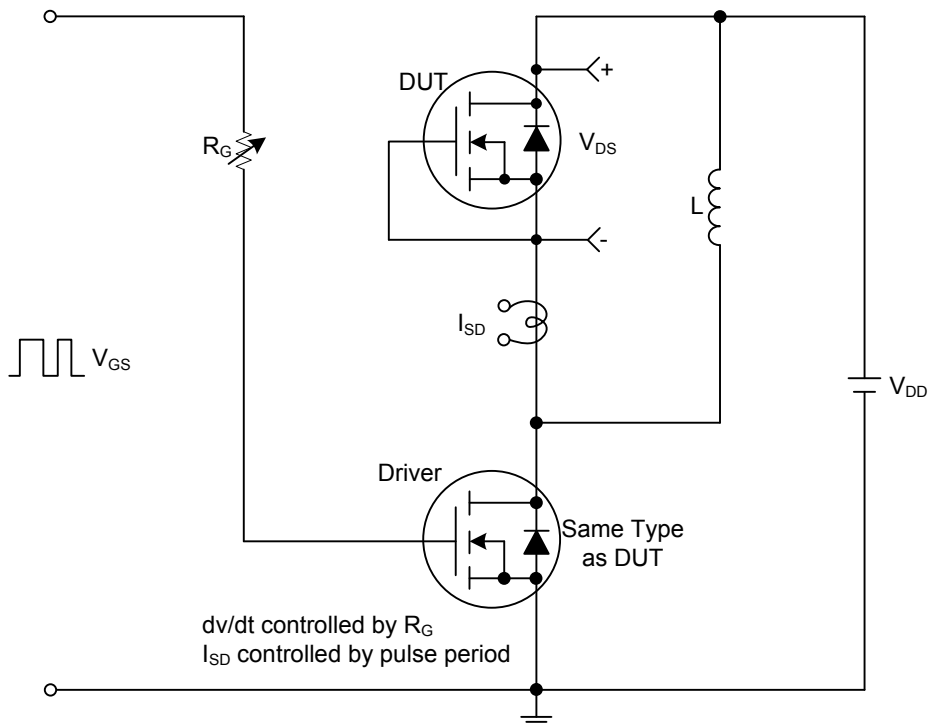 DUT
+
R_G
V_DS
L
-
I_SD
V_GS
V_DD
Driver
Same Type
as DUT
dv/dt controlled by R_G
I_SD controlled by pulse period